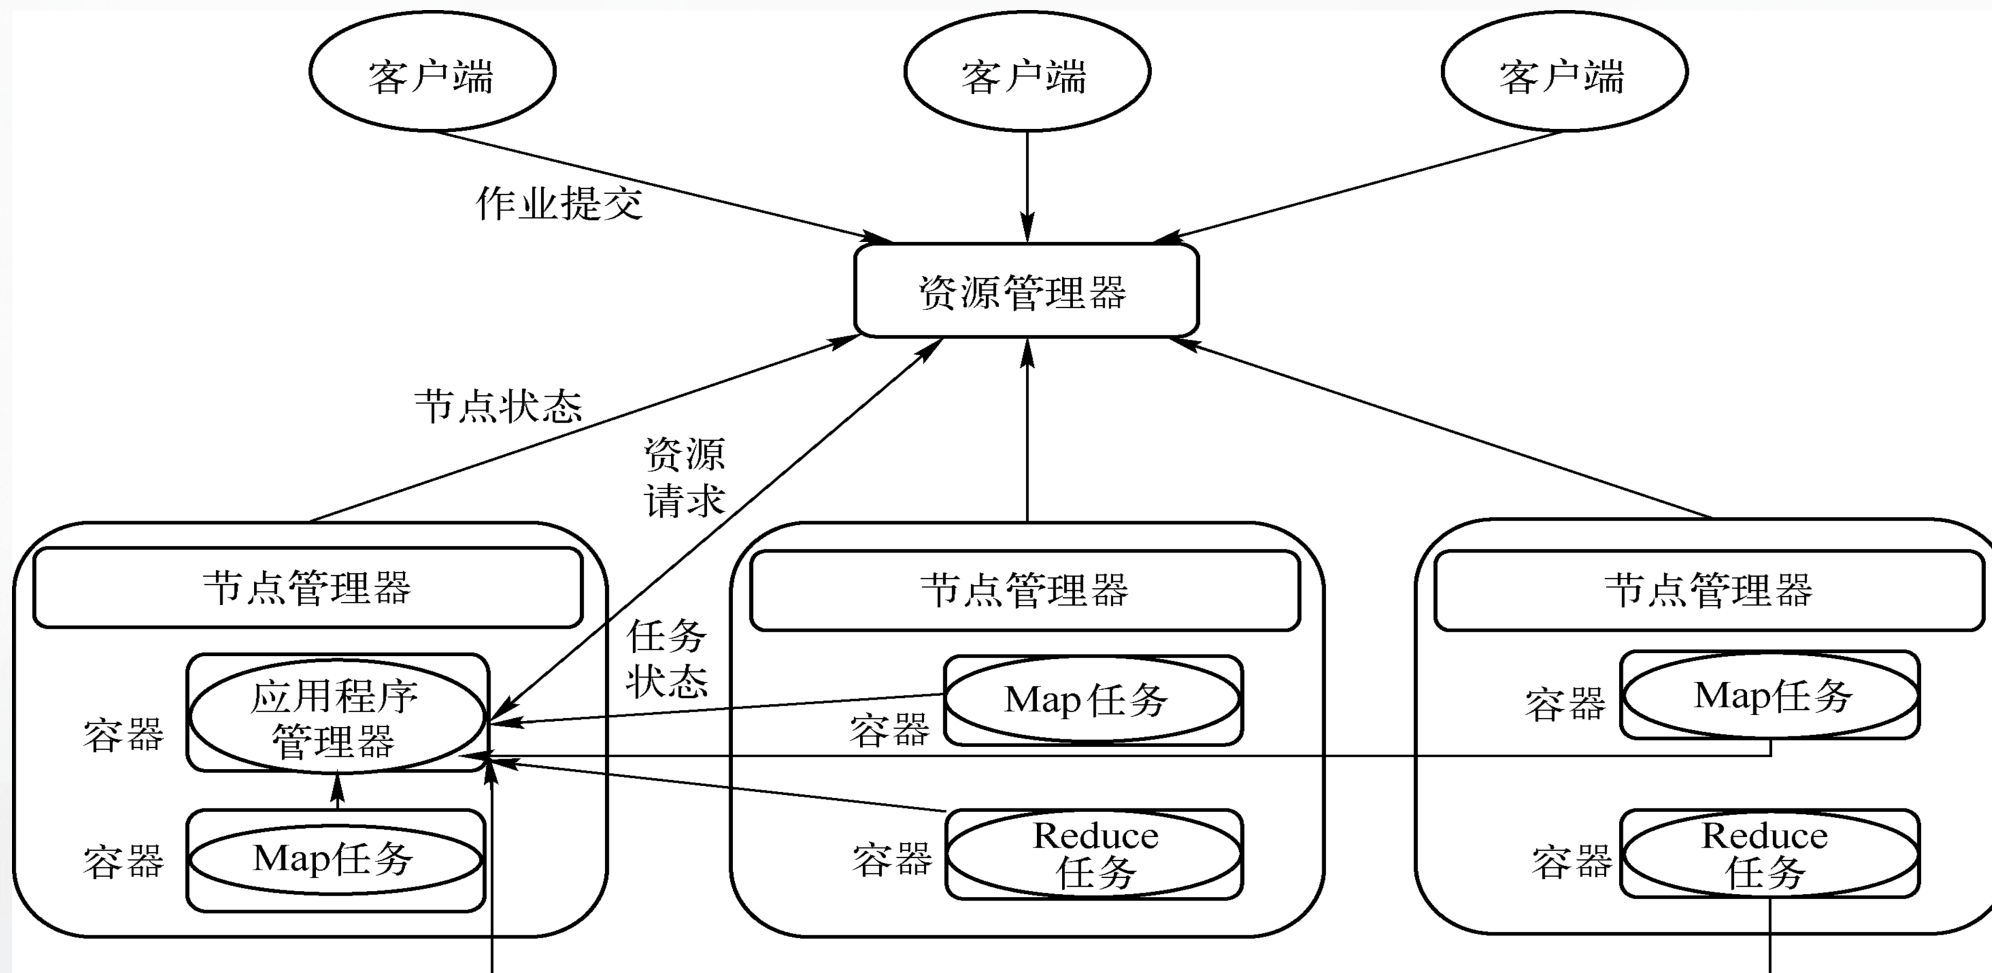 客户端
客户端
客户端
作业提交
资源管理器
节点状态
资源
请求
节点管理器
节点管理器
节点管理器
任务
状态
应用程序
管理器
容器
Map任务
容器
Map任务
容器
容器
Map任务
容器
Reduce
任务
容器
Reduce
任务
容器